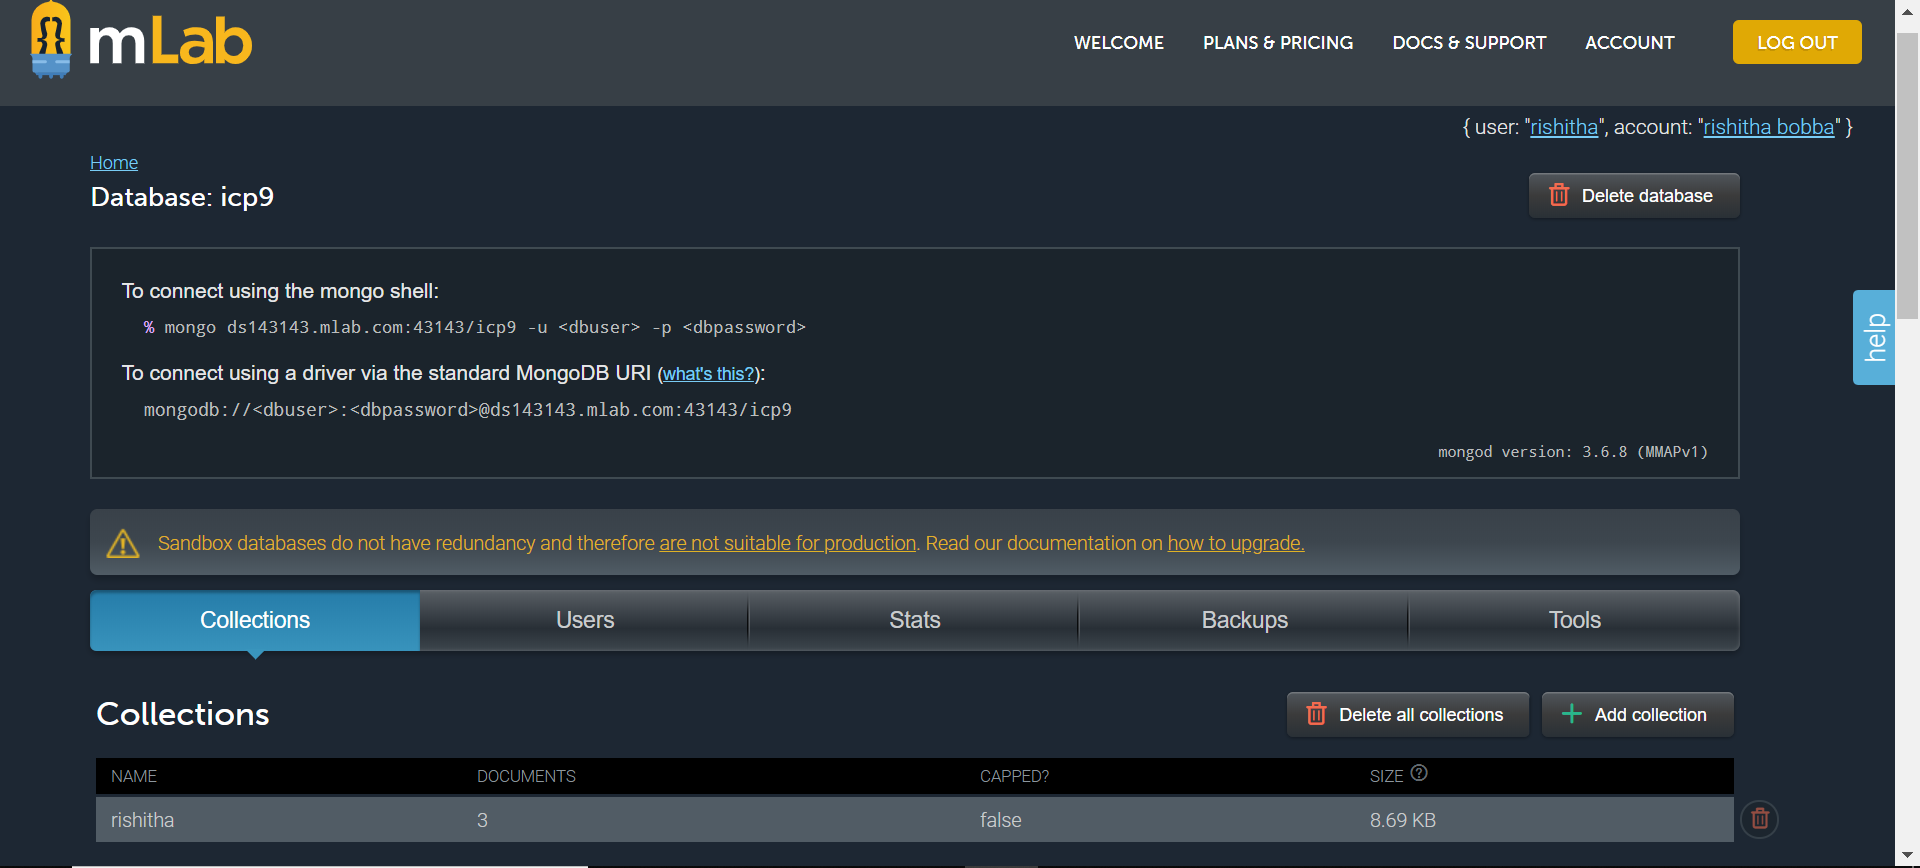 mLab
WELCOME PLANS & PRICING DOCS & SUPPORT ACCOUNT LOG OUT
{ user: "rishitha", account: "rishitha bobba" }
Home
Database: icp9
Delete database
To connect using the mongo shell:
% mongo ds143143.mlab.com:43143/icp9 -u <dbuser> -p <dbpassword>
To connect using a driver via the standard MongoDB URI (what's this?):
mongodb://<dbuser>:<dbpassword>@ds143143.mlab.com:43143/icp9
mongod version: 3.6.8 (MMAPv1)
help
Sandbox databases do not have redundancy and therefore are not suitable for production. Read our documentation on how to upgrade.
Collections Users Stats Backups Tools
Collections
Delete all collections
Add collection
NAME DOCUMENTS CAPPED? SIZE ?
rishitha 3 false 8.69 KB